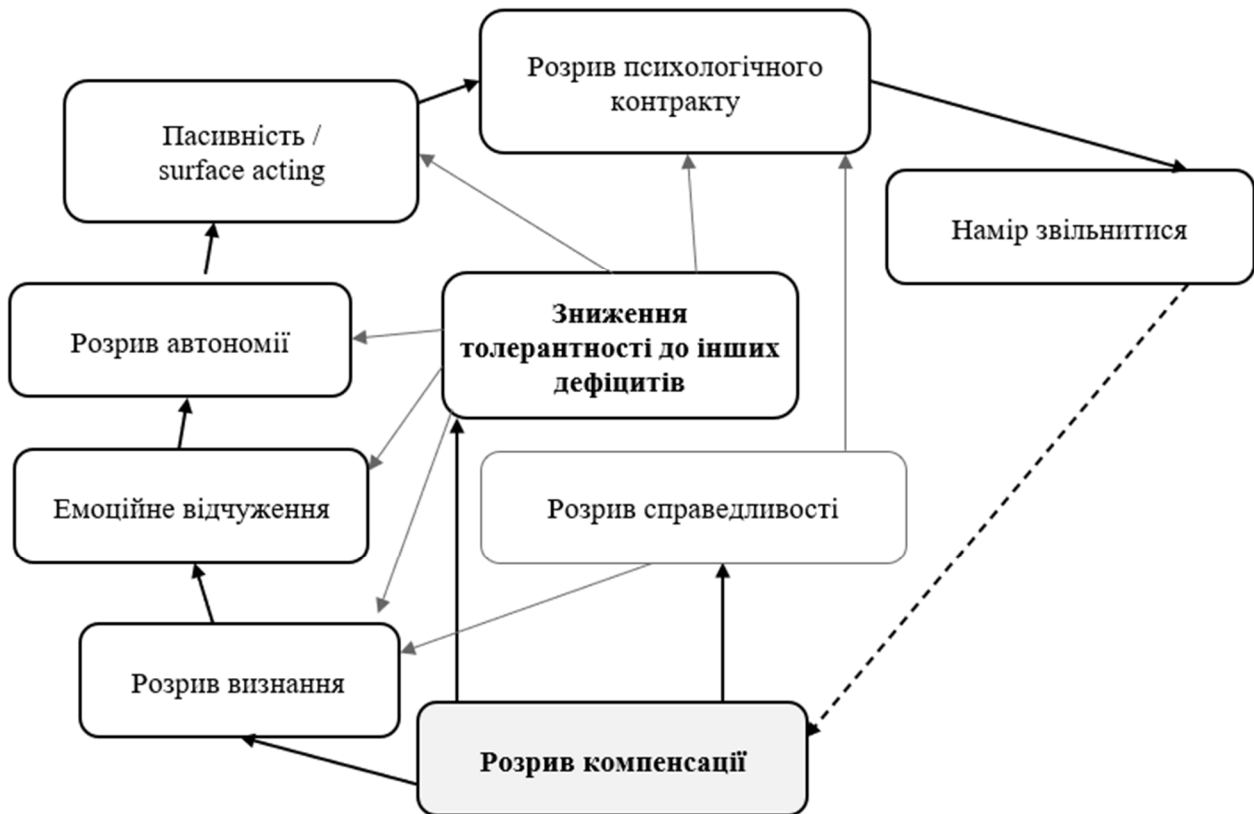 Розрив психологічного
контракту
Пасивність /
surface acting
Намір звільнитися
Зниження
толерантності до інших
дефіцитів
Розрив автономії
Емоційне відчуження
Розрив справедливості
Розрив визнання
Розрив компенсації